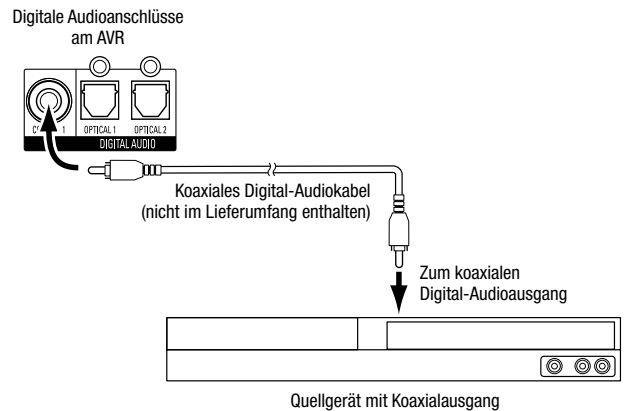 Digitale Audioanschlüsse
am AVR
OPTICAL 1
OPTICAL 2
DIGITAL AUDIO
Koaxiales Digital-Audiokabel
(nicht im Lieferumfang enthalten)
Zum koaxialen
Digital-Audioausgang
Quellgerät mit Koaxialausgang